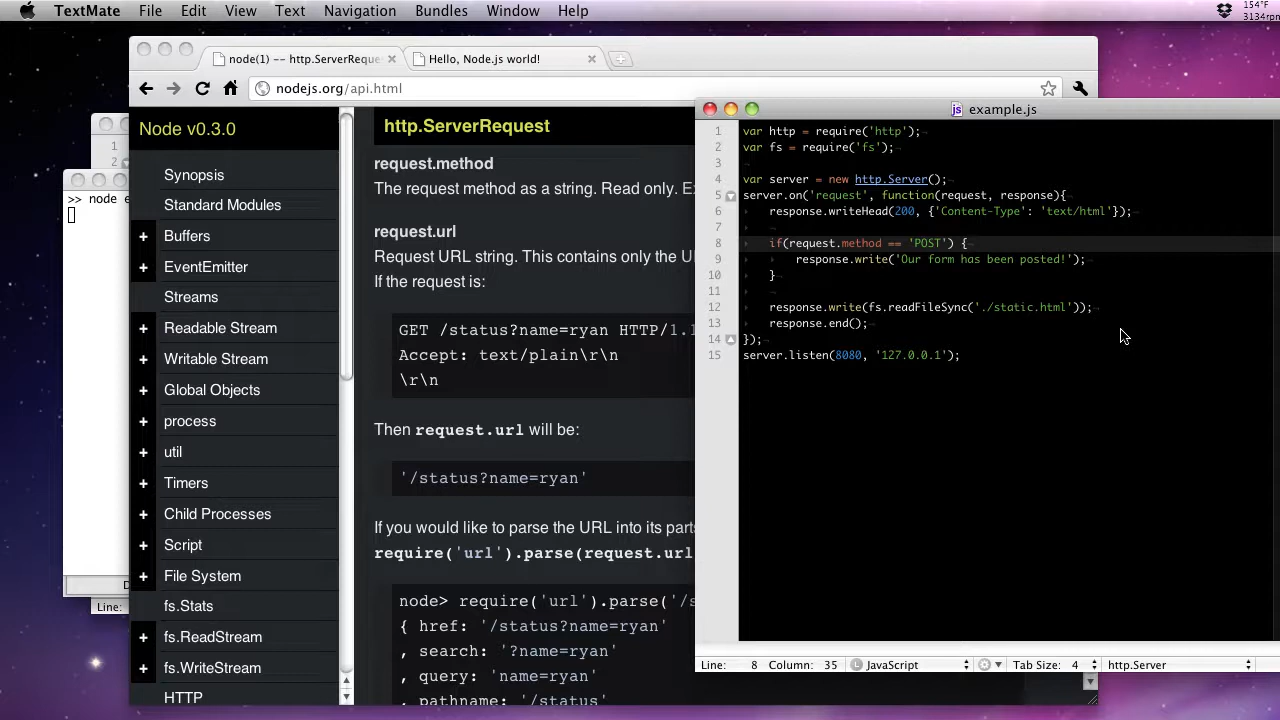 TextMate File Edit View Text Navigation Bundles Window Help
154°F
3134rpm
node(1) -- http.ServerReque
Hello, Node.js world!
nodejs.org/api.html
Node v0.3.0
Synopsis
Standard Modules
+ Buffers
+ EventEmitter
Streams
+ Readable Stream
+ Writable Stream
+ Global Objects
+ process
+ util
+ Timers
+ Child Processes
+ Script
+ File System
fs.Stats
+ fs.ReadStream
+ fs.WriteStream
HTTP
1
2
>> node e
Line:
http.ServerRequest
request.method
The request method as a string. Read only. Ex
request.url
Request URL string. This contains only the U
If the request is:
GET /status?name=ryan HTTP/1.1
Accept: text/plain\r\n
\r\n
Then request.url will be:
'/status?name=ryan'
If you would like to parse the URL into its parts
require('url').parse(request.url
node> require('url').parse('/s
{ href: '/status?name=ryan'
, search: '?name=ryan'
, query: 'name=ryan'
, pathname: '/status'
example.js
1 var http = require('http');
2 var fs = require('fs');
3
4 var server = new http.Server();
5 server.on('request', function(request, response){
6 response.writeHead(200, {'Content-Type': 'text/html'});
7
8 if(request.method == 'POST') {
9 response.write('Our form has been posted!');
10 }
11
12 response.write(fs.readFileSync('./static.html'));
13 response.end();
14 });
15 server.listen(8080, '127.0.0.1');
Line: 8 Column: 35 JavaScript Tab Size: 4 http.Server